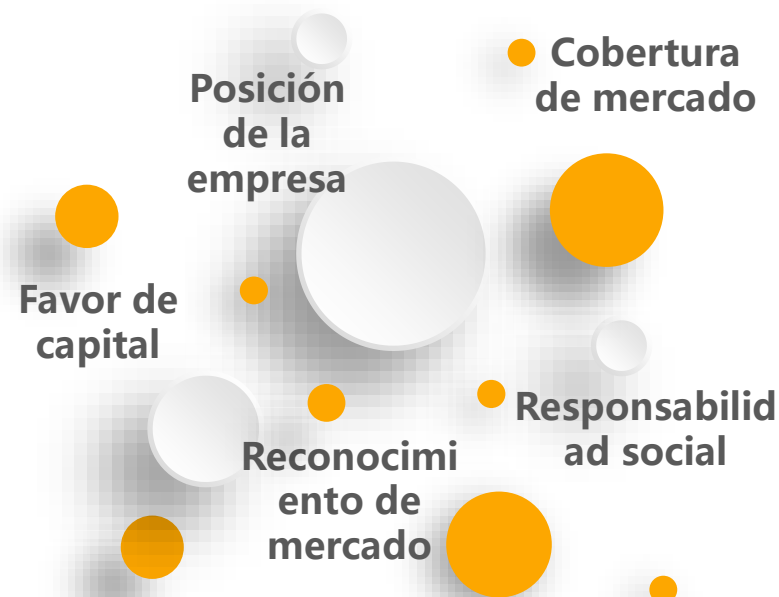 Posición
de la
empresa
Cobertura
de mercado
Favor de
capital
Responsabilid
ad social
Reconocimi
ento de
mercado